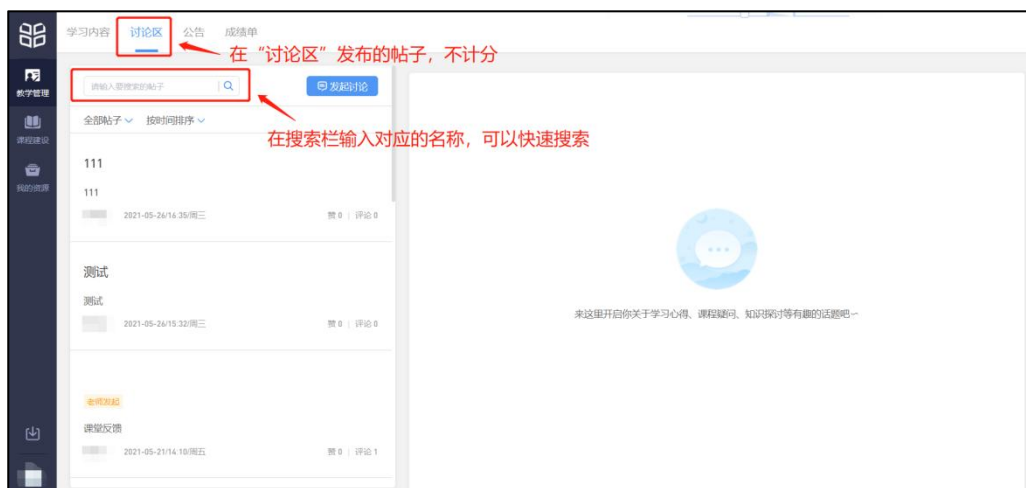 学习内容 讨论区 公告 成绩单
在“讨论区”发布的帖子，不计分
教学管理
请输入要搜索的帖子 发起讨论
课程建设
全部帖子 按时间排序
在搜索栏输入对应的名称，可以快速搜索
我的资源
111
111
2021-05-26/16:35/周三 赞 0 | 评论 0
测试
测试
2021-05-26/15:32/周三 赞 0 | 评论 0
来这里开启你关于学习心得、课程疑问、知识探讨等有趣的话题吧~
老师发起
课堂反馈
2021-05-21/14:10/周五 赞 0 | 评论 1